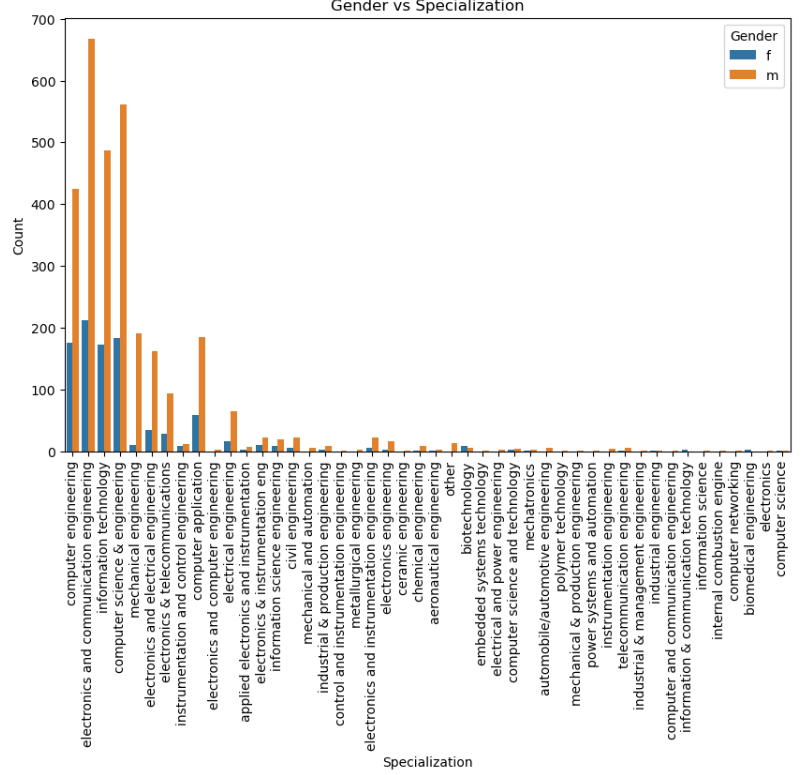 Gender vs Specialization
Gender
f
m
Count
700
600
500
400
300
200
100
0
computer engineering
electronics and communication engineering
information technology
computer science & engineering
mechanical engineering
electronics and electrical engineering
electronics & telecommunications
instrumentation and control engineering
computer application
electronics and computer engineering
electrical engineering
applied electronics and instrumentation
electronics & instrumentation eng
information science engineering
civil engineering
mechanical and automation
industrial & production engineering
control and instrumentation engineering
metallurgical engineering
electronics and instrumentation engineering
electronics engineering
ceramic engineering
chemical engineering
aeronautical engineering
other
biotechnology
embedded systems technology
electrical and power engineering
computer science and technology
mechatronics
automobile/automotive engineering
polymer technology
mechanical & production engineering
power systems and automation
instrumentation engineering
telecommunication engineering
industrial & management engineering
industrial engineering
computer and communication engineering
information & communication technology
information science
internal combustion engine
computer networking
biomedical engineering
electronics
computer science
Specialization